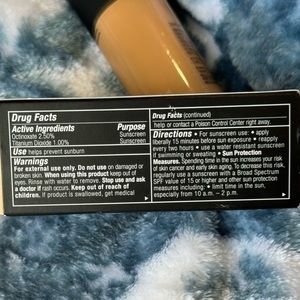 Drug Facts
Active Ingredients Purpose
Octinoxate 2.50% Sunscreen
Titanium Dioxide 1.00% Sunscreen
Use helps prevent sunburn
Warnings
For external use only. Do not use on damaged or
broken skin. When using this product keep out of
eyes. Rinse with water to remove. Stop use and ask
a doctor if rash occurs. Keep out of reach of
children. If product is swallowed, get medical
Drug Facts (continued)
help or contact a Poison Control Center right away.
Directions • For sunscreen use: • apply
liberally 15 minutes before sun exposure • reapply
every two hours • use a water resistant sunscreen
if swimming or sweating • Sun Protection
Measures. Spending time in the sun increases your risk
of skin cancer and early skin aging. To decrease this risk,
regularly use a sunscreen with a Broad Spectrum
SPF value of 15 or higher and other sun protection
measures including: • limit time in the sun,
especially from 10 a.m. – 2 p.m.